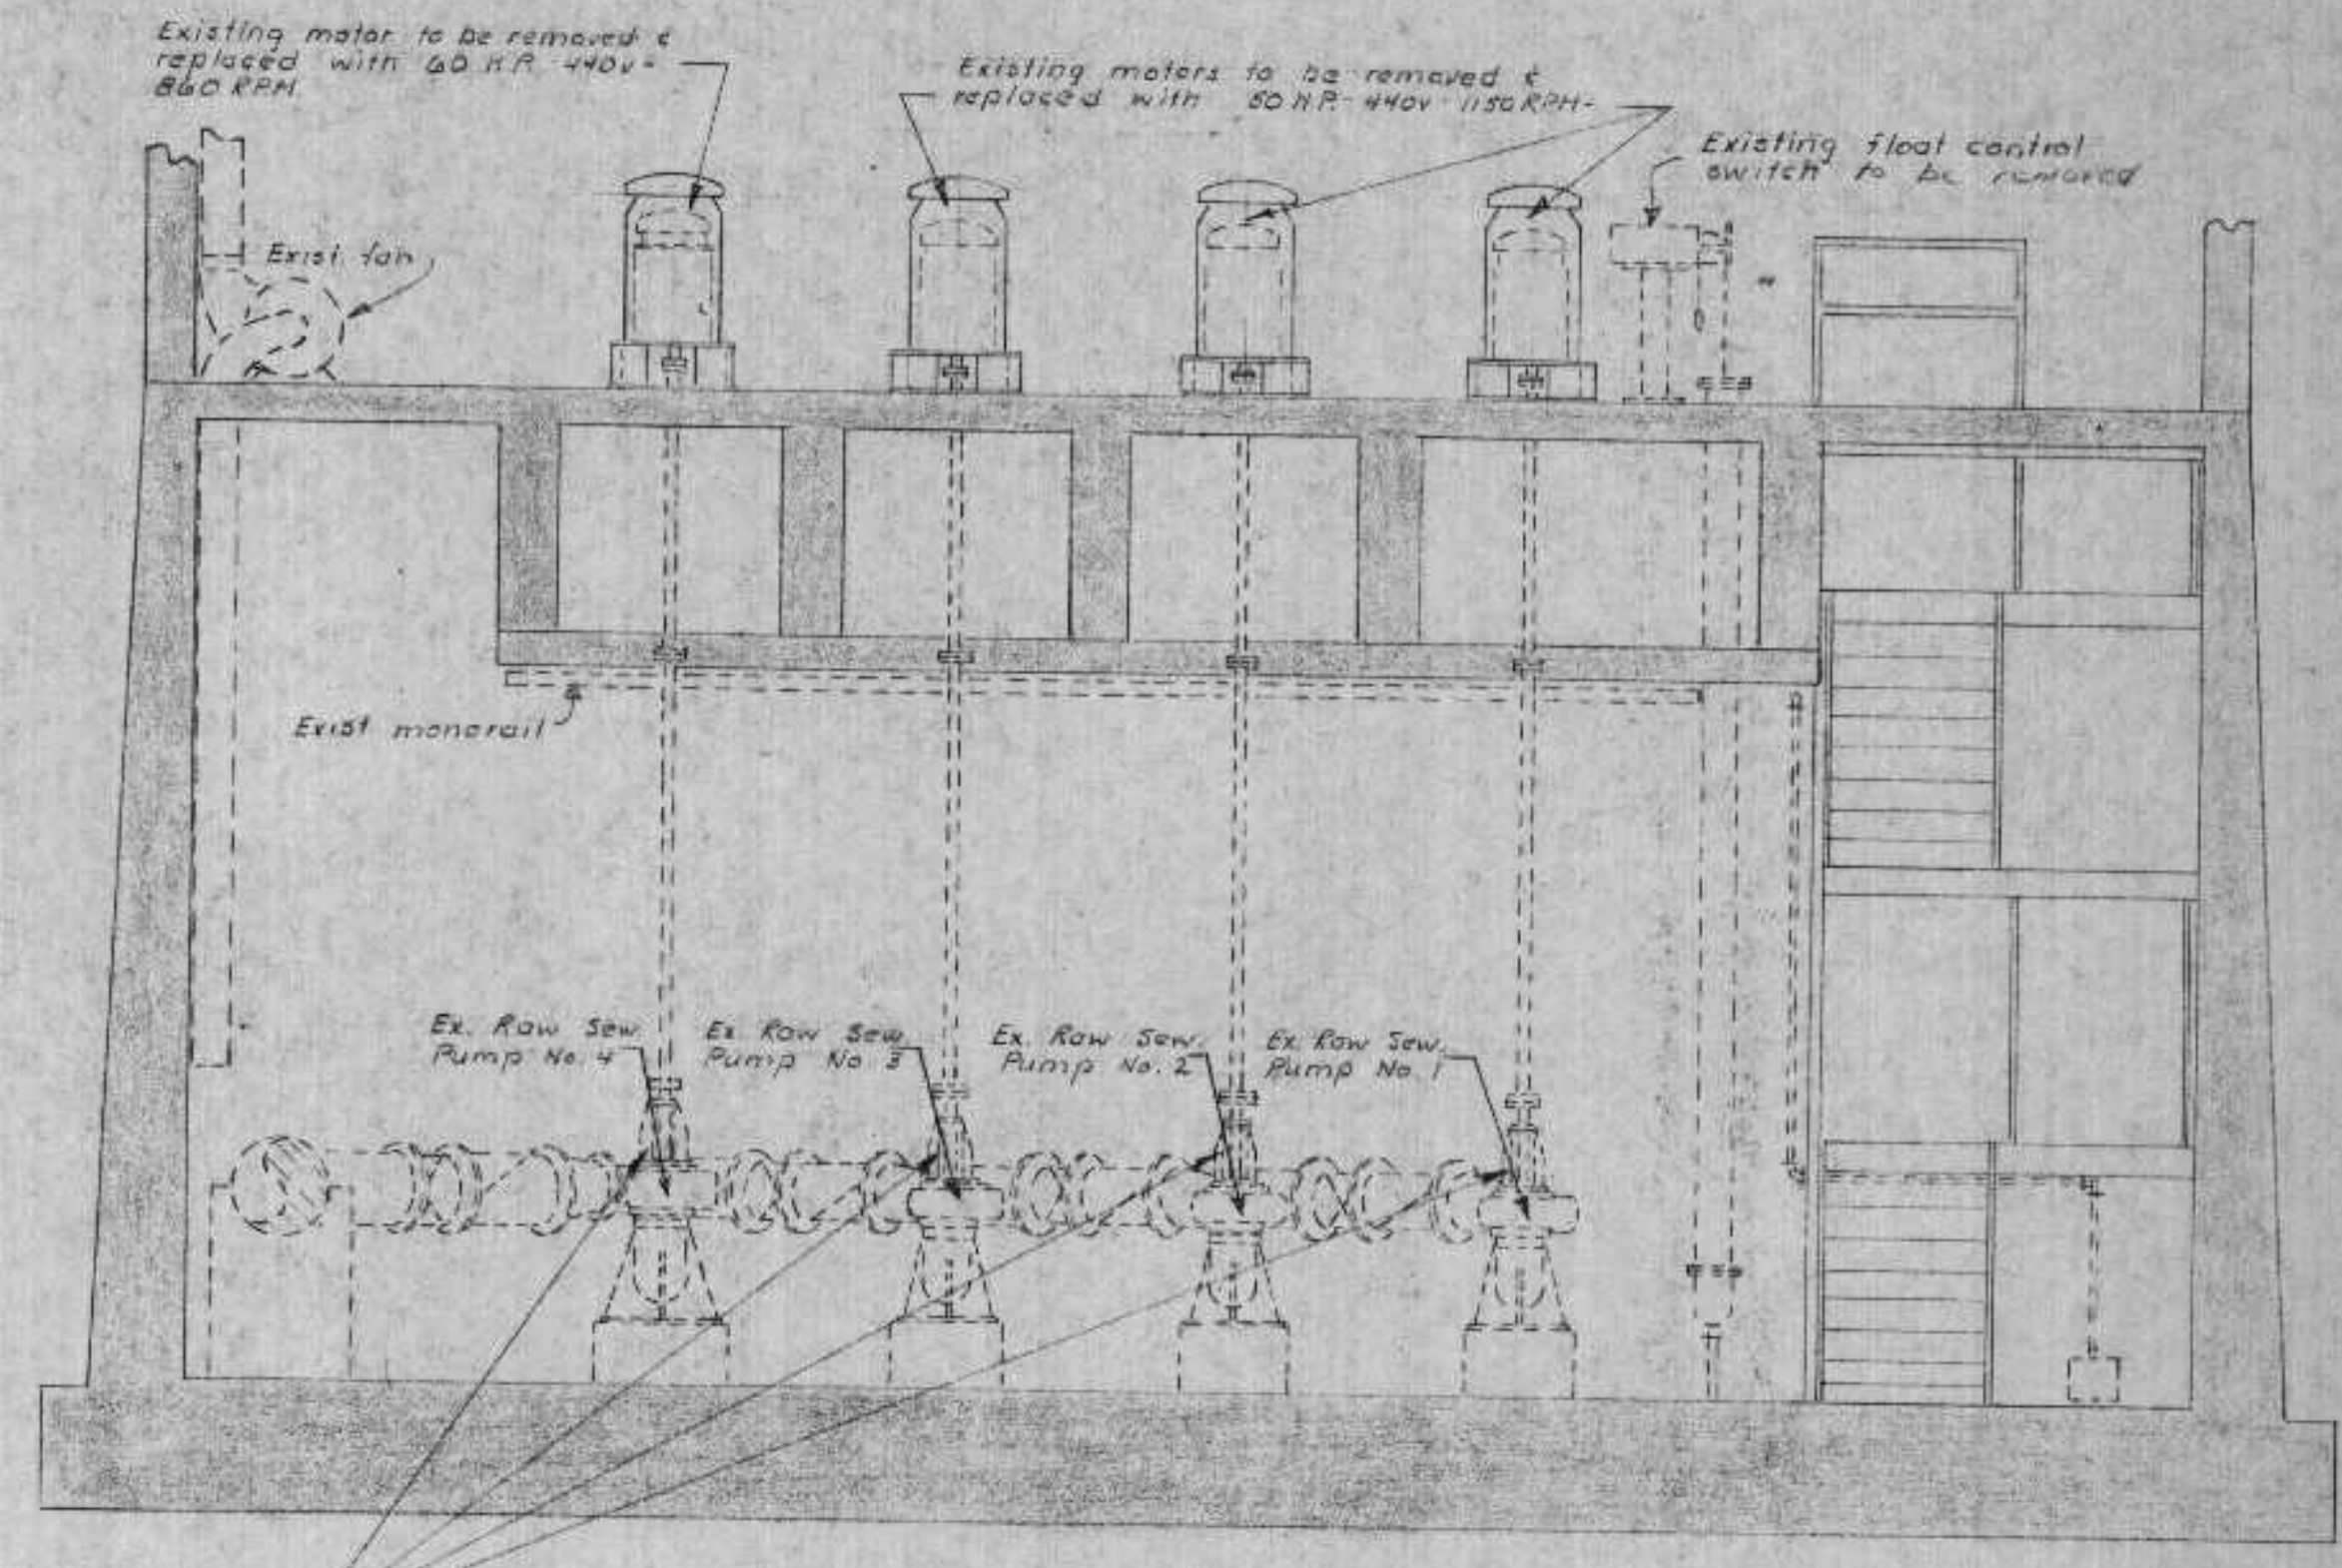 Existing motor to be removed &
replaced with 60 H.P. 440v-
860 RPM
Existing motors to be removed &
replaced with 50 H.P. 440v 1150 RPM-
Existing float control
switch to be removed
Exist. fan
Exist monorail
Ex. Raw Sew.
Pump No. 4
Ex Raw Sew.
Pump No 3
Ex. Raw Sew.
Pump No. 2
Ex. Raw Sew.
Pump No. 1